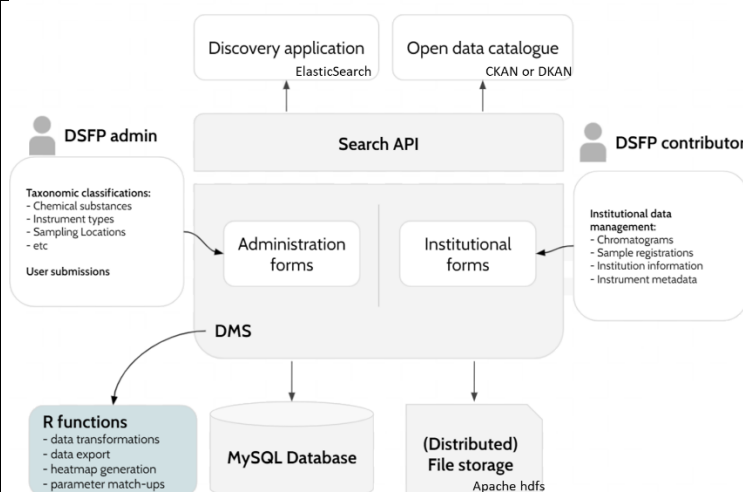 Discovery application
ElasticSearch
Open data catalogue
CKAN or DKAN
DSFP admin
Search API
DSFP contributor
Taxonomic classifications:
- Chemical substances
- Instrument types
- Sampling Locations
- etc
User submissions
Administration
forms
Institutional
forms
Institutional data
management:
- Chromatograms
- Sample registrations
- Institution information
- Instrument metadata
DMS
R functions
- data transformations
- data export
- heatmap generation
- parameter match-ups
MySQL Database
(Distributed)
File storage
Apache hdfs